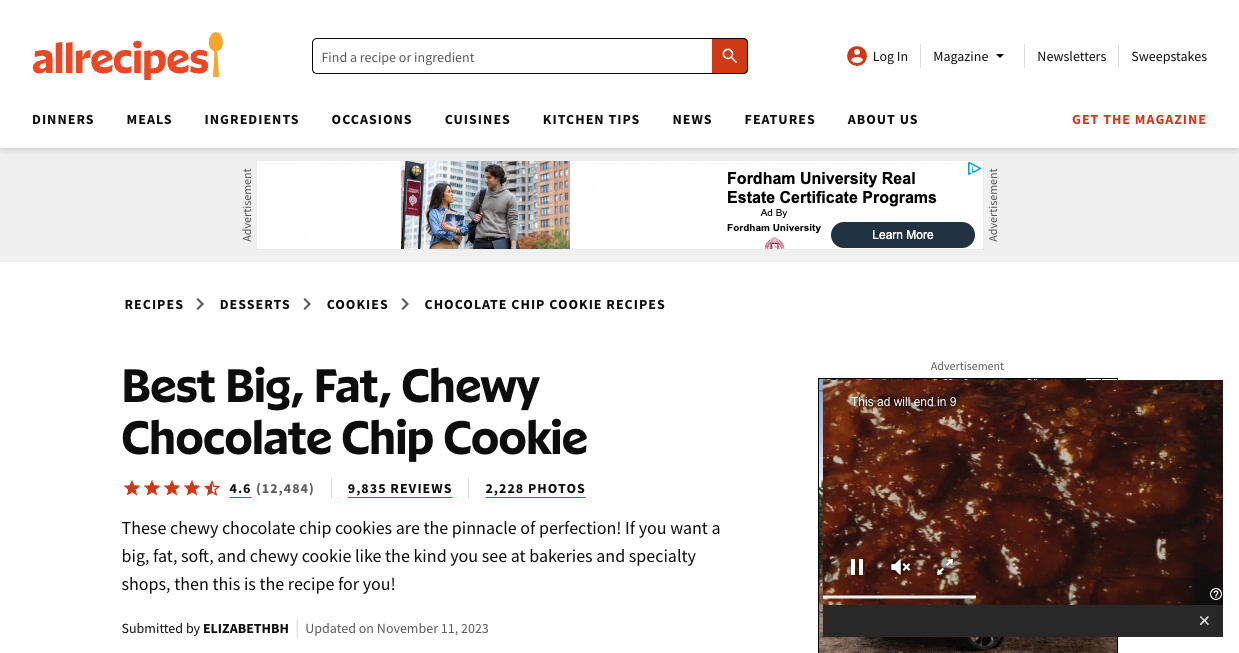 allrecipes
Find a recipe or ingredient
Log In
Magazine
Newsletters
Sweepstakes
DINNERS
MEALS
INGREDIENTS
OCCASIONS
CUISINES
KITCHEN TIPS
NEWS
FEATURES
ABOUT US
GET THE MAGAZINE
Advertisement
Fordham University Real
Estate Certificate Programs
Ad By
Fordham University
Learn More
Advertisement
RECIPES
DESSERTS
COOKIES
CHOCOLATE CHIP COOKIE RECIPES
Best Big, Fat, Chewy
Chocolate Chip Cookie
4.6 (12,484)
9,835 REVIEWS
2,228 PHOTOS
These chewy chocolate chip cookies are the pinnacle of perfection! If you want a
big, fat, soft, and chewy cookie like the kind you see at bakeries and specialty
shops, then this is the recipe for you!
Submitted by ELIZABETHBH
Updated on November 11, 2023
Advertisement
This ad will end in 9